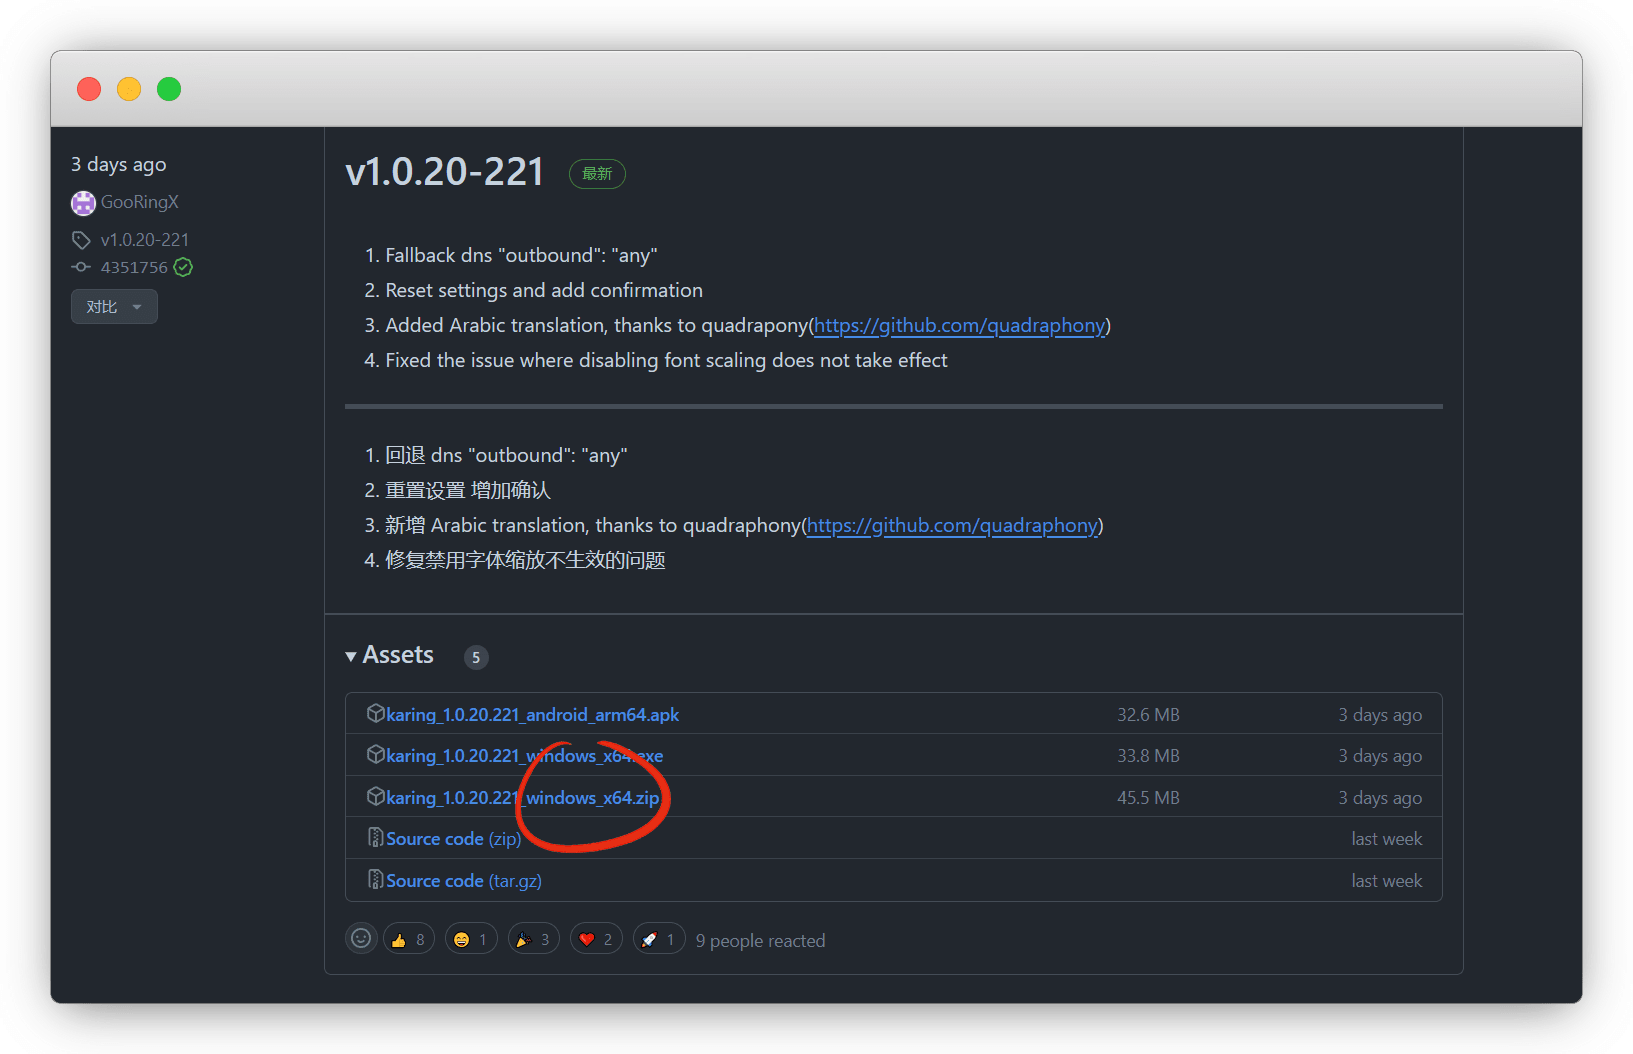 3 days ago
GooRingX
v1.0.20-221
4351756
对比
v1.0.20-221 最新
1. Fallback dns "outbound": "any"
2. Reset settings and add confirmation
3. Added Arabic translation, thanks to quadrapony(https://github.com/quadraphony)
4. Fixed the issue where disabling font scaling does not take effect
1. 回退 dns "outbound": "any"
2. 重置设置 增加确认
3. 新增 Arabic translation, thanks to quadraphony(https://github.com/quadraphony)
4. 修复禁用字体缩放不生效的问题
Assets 5
karing_1.0.20.221_android_arm64.apk 32.6 MB 3 days ago
karing_1.0.20.221_windows_x64.exe 33.8 MB 3 days ago
karing_1.0.20.221_windows_x64.zip 45.5 MB 3 days ago
Source code (zip) last week
Source code (tar.gz) last week
8 1 3 2 1 9 people reacted